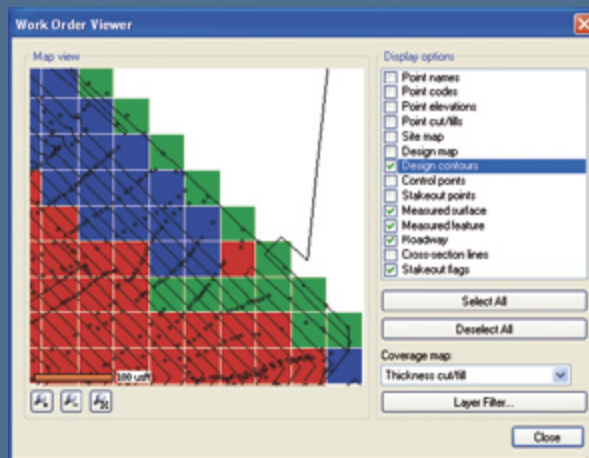 Work Order Viewer
Map view
100 usft
Display options
Point names
Point codes
Point elevations
Point cut/fills
Site map
Design map
Design contours
Control points
Stakeout points
Measured surface
Measured feature
Roadway
Cross-section lines
Stakeout flags
Select All
Deselect All
Coverage map:
Thickness cut/fill
Layer Filter...
Close